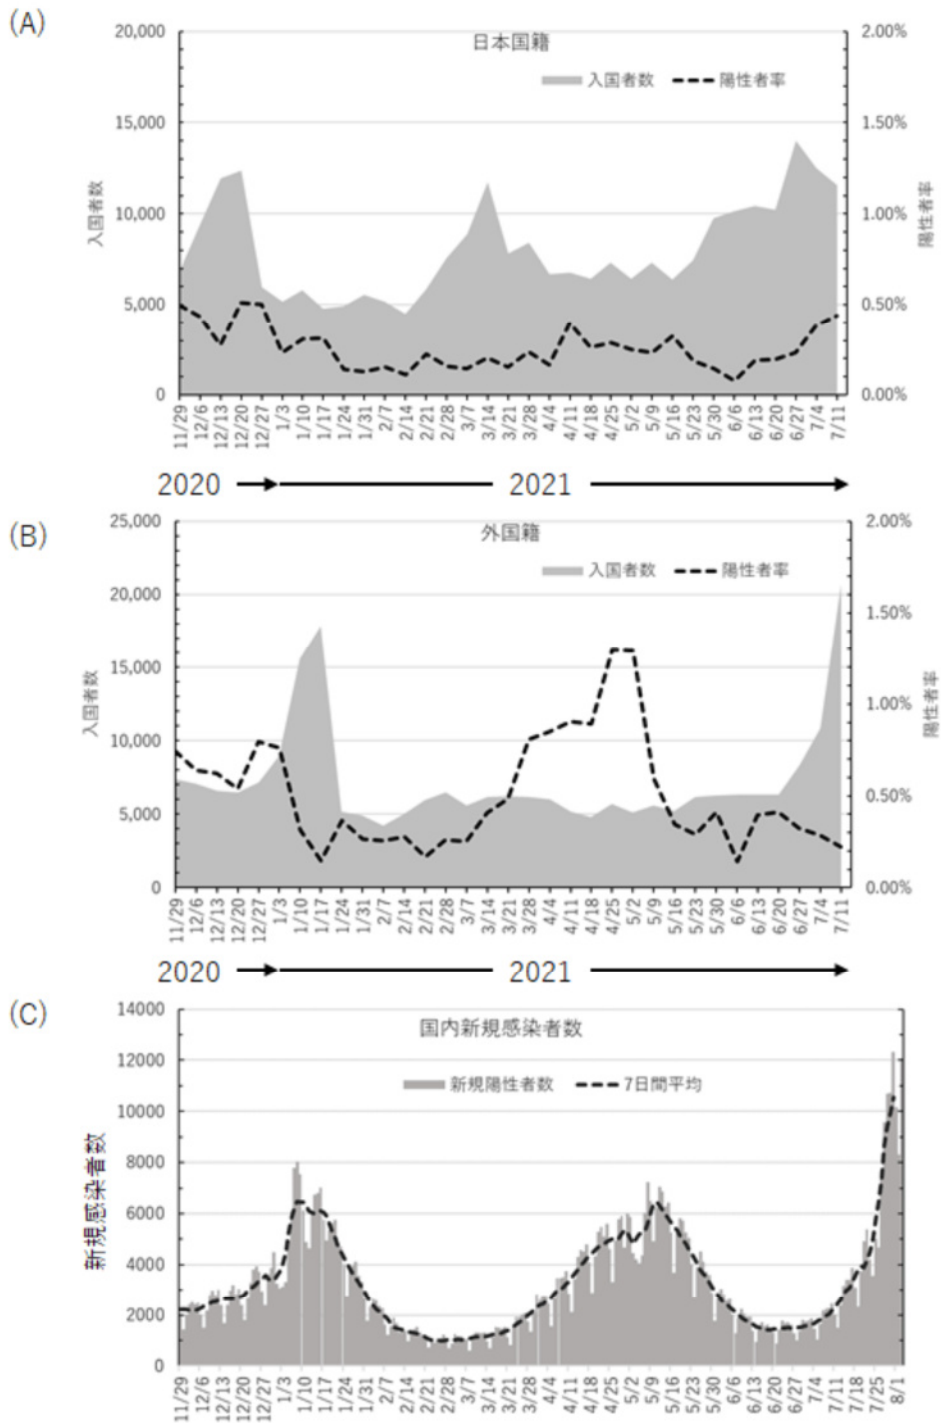 (A)
日本国籍
入国者数 陽性者率
20,000
15,000
10,000
5,000
0
入国者数
2.00%
1.50%
1.00%
0.50%
0.00%
陽性者率
11/29 12/6 12/13 12/20 12/27 1/3 1/10 1/17 1/24 1/31 2/7 2/14 2/21 2/28 3/7 3/14 3/21 3/28 4/4 4/11 4/18 4/25 5/2 5/9 5/16 5/23 5/30 6/6 6/13 6/20 6/27 7/4 7/11
2020 2021
(B)
外国籍
入国者数 陽性者率
25,000
20,000
15,000
10,000
5,000
0
入国者数
2.00%
1.50%
1.00%
0.50%
0.00%
陽性者率
11/29 12/6 12/13 12/20 12/27 1/3 1/10 1/17 1/24 1/31 2/7 2/14 2/21 2/28 3/7 3/14 3/21 3/28 4/4 4/11 4/18 4/25 5/2 5/9 5/16 5/23 5/30 6/6 6/13 6/20 6/27 7/4 7/11
2020 2021
(C)
国内新規感染者数
新規陽性者数 7日間平均
14000
12000
10000
8000
6000
4000
2000
0
新規感染者数
11/29 12/6 12/13 12/20 12/27 1/3 1/10 1/17 1/24 1/31 2/7 2/14 2/21 2/28 3/7 3/14 3/21 3/28 4/4 4/11 4/18 4/25 5/2 5/9 5/16 5/23 5/30 6/6 6/13 6/20 6/27 7/4 7/11 7/18 7/25 8/1